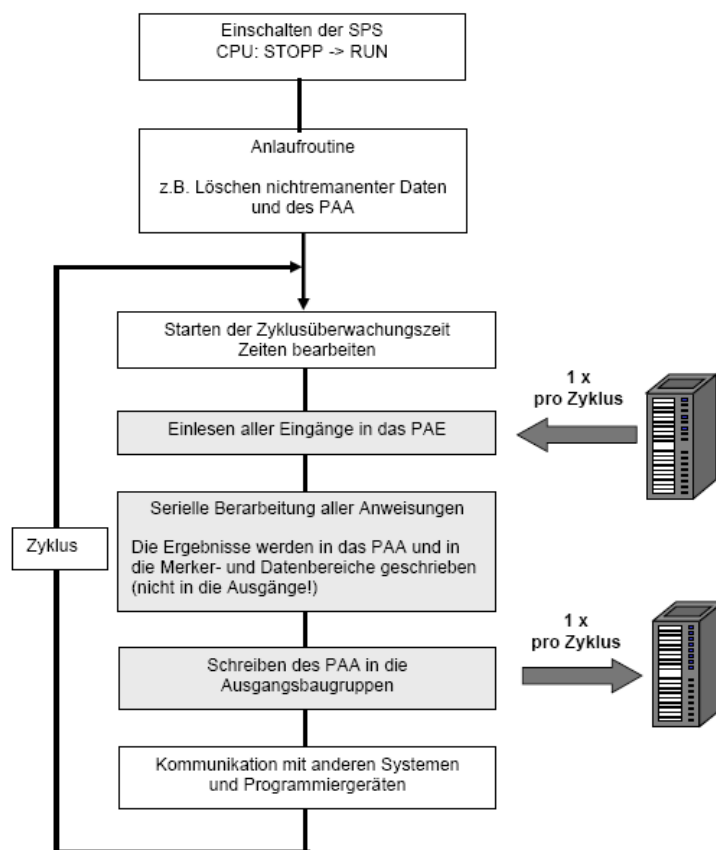 Einschalten der SPS
CPU: STOPP -> RUN
Anlaufroutine
z.B. Löschen nichtremanenter Daten
und des PAA
Starten der Zyklusüberwachungszeit
Zeiten bearbeiten
1 x
pro Zyklus
Einlesen aller Eingänge in das PAE
Serielle Berarbeitung aller Anweisungen
Die Ergebnisse werden in das PAA und in
die Merker- und Datenbereiche geschrieben
(nicht in die Ausgänge!)
Zyklus
1 x
pro Zyklus
Schreiben des PAA in die
Ausgangsbaugruppen
Kommunikation mit anderen Systemen
und Programmiergeräten